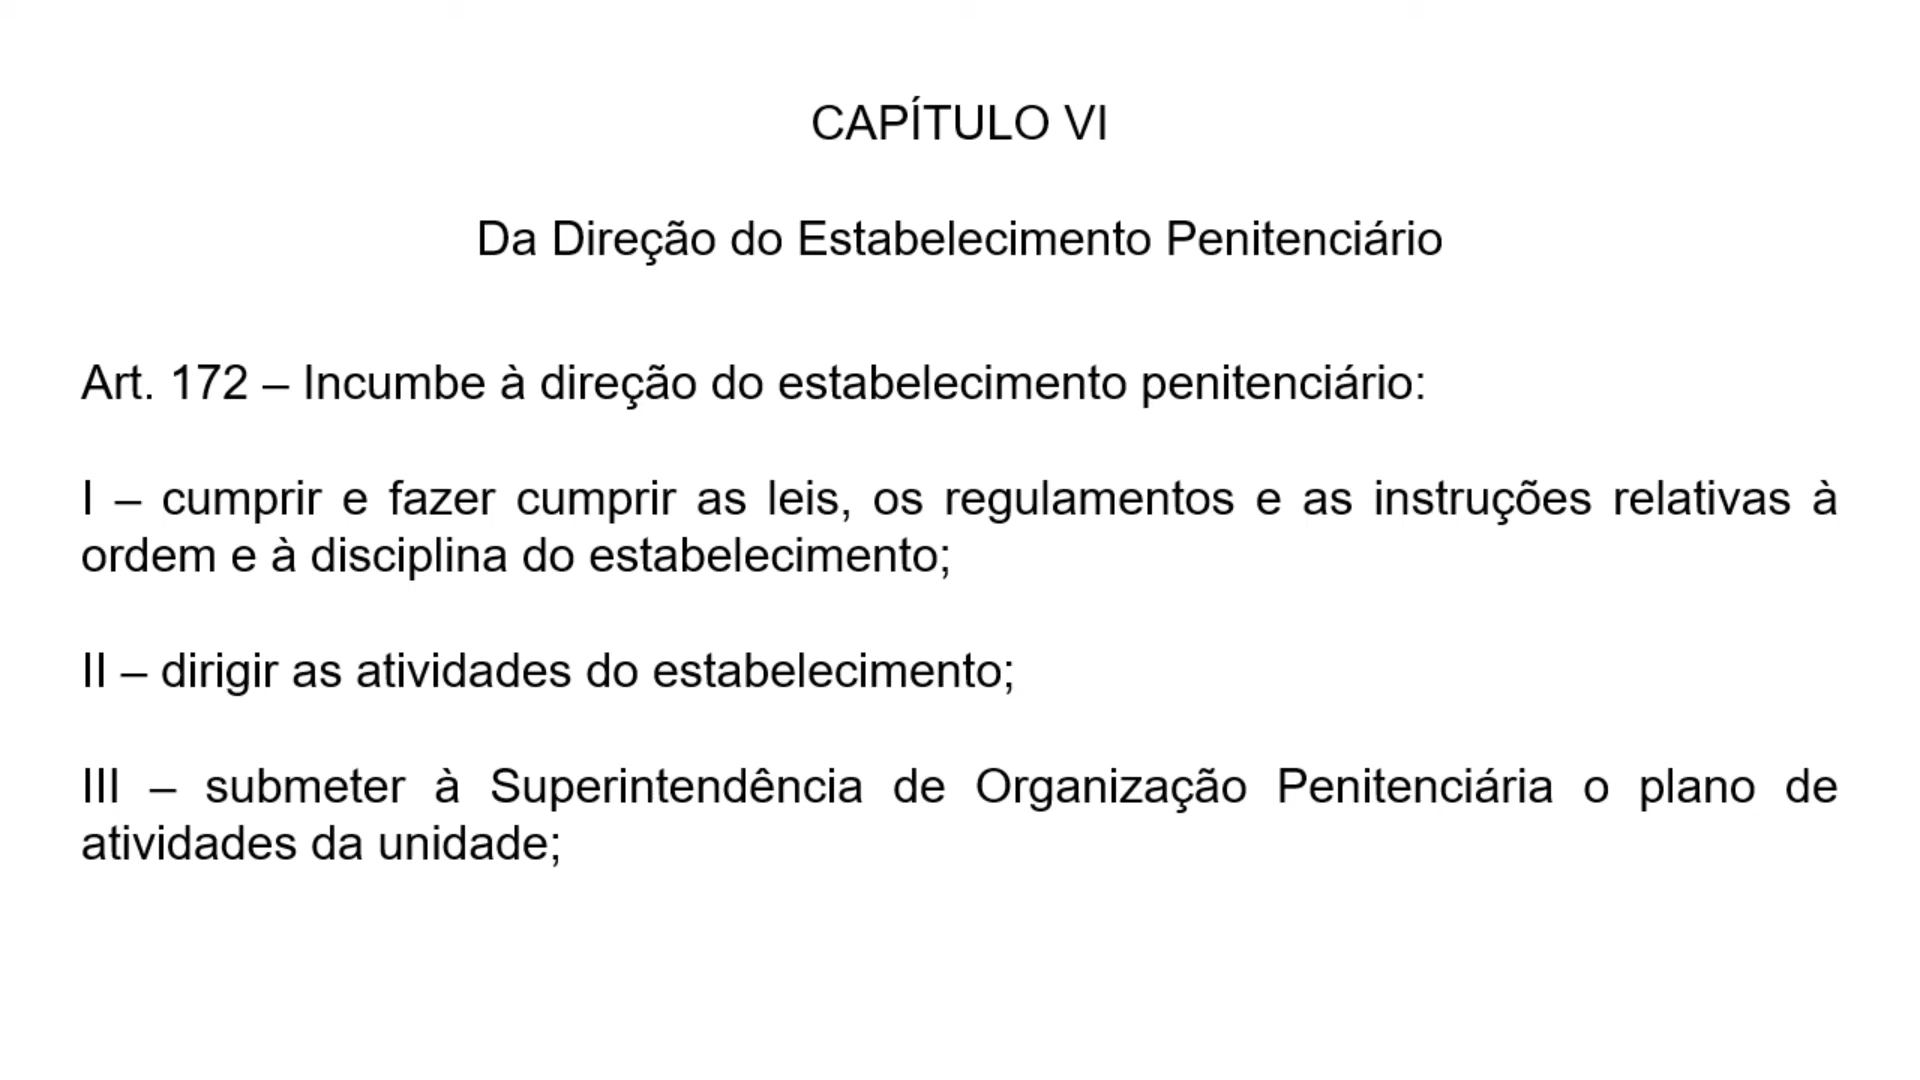 CAPÍTULO VI
Da Direção do Estabelecimento Penitenciário
Art. 172 – Incumbe à direção do estabelecimento penitenciário:
I – cumprir e fazer cumprir as leis, os regulamentos e as instruções relativas à
ordem e à disciplina do estabelecimento;
II – dirigir as atividades do estabelecimento;
III – submeter à Superintendência de Organização Penitenciária o plano de
atividades da unidade;